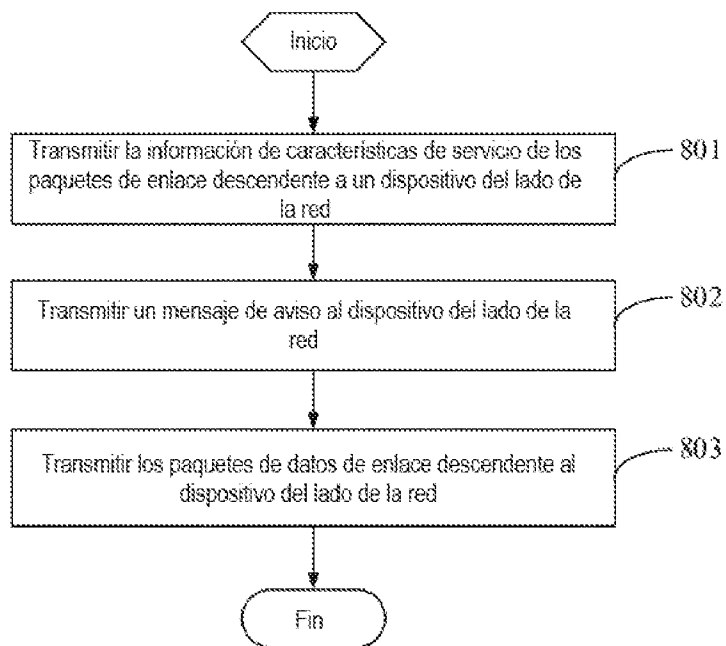 Inicio
Transmitir la información de características de servicio de los
paquetes de enlace descendente a un dispositivo del lado de
la red
801
Transmitir un mensaje de aviso al dispositivo del lado de la
red
802
Transmitir los paquetes de datos de enlace descendente al
dispositivo del lado de la red
803
Fin